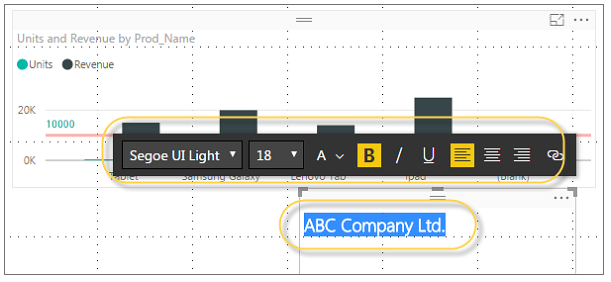 Units and Revenue by Prod_Name
Units Revenue
20K
10000
0K
Segoe UI Light 18 A B / U
Tablet Samsung Galaxy Lenovo Tab Ipad (Blank)
ABC Company Ltd.